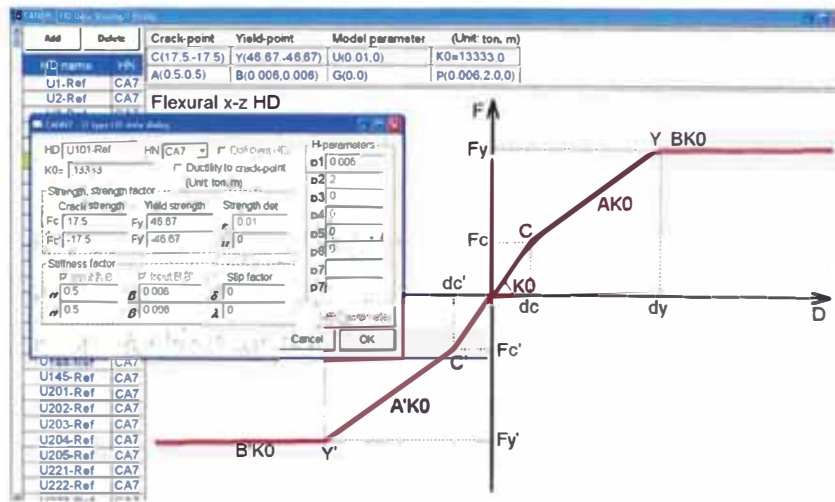 Add Delete
Crack-point Yield-point Model parameter (Unit: ton, m)
C(17.5,-17.5) Y(46.67,-46.67) U(0.01,0) K0=13333.0
A(0.5,0.5) B(0.006,0.006) G(0,0) P(0.006,2.0,0)
HD name HN
U1-Ref CA7
U2-Ref CA7
Flexural x-z HD
HD U101-Ref HN CA7
K0= 13333
Ductility to crack-point
(Unit: ton, m)
H-parameters
p1 0.006
p2 2
p3 0
p4 0
p5 0
p6 0
p7
p7
Strength, strength factor
Crack strength Yield strength Strength det
Fc 17.5 Fy 46.67 0.01
Fc' -17.5 Fy' -46.67 0
Stiffness factor
Slip factor
α 0.5 β 0.006 δ 0
α' 0.5 β' 0.006 λ 0
Cancel OK
U145-Ref CA7
U201-Ref CA7
U202-Ref CA7
U203-Ref CA7
U204-Ref CA7
U205-Ref CA7
U221-Ref CA7
U222-Ref CA7
F
Fy
Y BK0
AK0
Fc
C
dc'
K0
dc
dy
D
C'
Fc'
A'K0
B'K0
Y'
Fy'